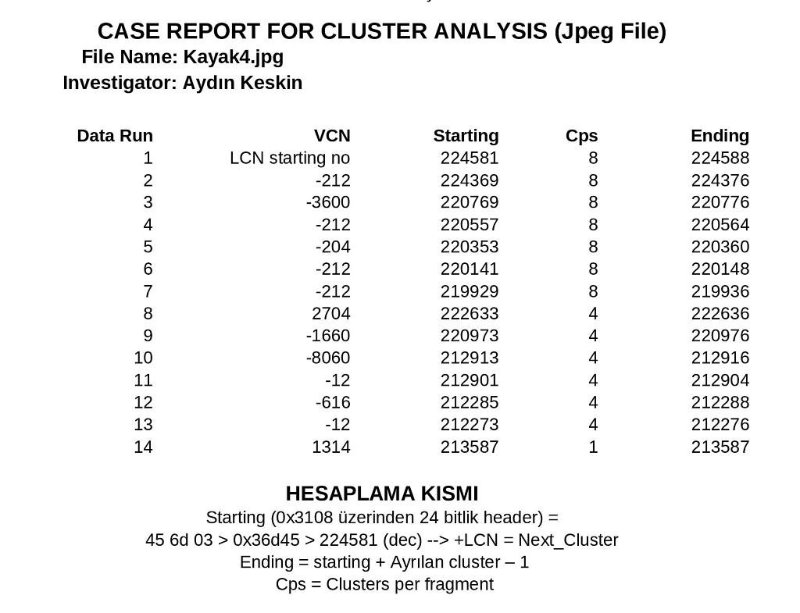 CASE REPORT FOR CLUSTER ANALYSIS (Jpeg File)
File Name: Kayak4.jpg
Investigator: Aydın Keskin
Data Run VCN Starting Cps Ending
1 LCN starting no 224581 8 224588
2 -212 224369 8 224376
3 -3600 220769 8 220776
4 -212 220557 8 220564
5 -204 220353 8 220360
6 -212 220141 8 220148
7 -212 219929 8 219936
8 2704 222633 4 222636
9 -1660 220973 4 220976
10 -8060 212913 4 212916
11 -12 212901 4 212904
12 -616 212285 4 212288
13 -12 212273 4 212276
14 1314 213587 1 213587
HESAPLAMA KISMI
Starting (0x3108 üzerinden 24 bitlik header) =
45 6d 03 > 0x36d45 > 224581 (dec) --> +LCN = Next_Cluster
Ending = starting + Ayrılan cluster – 1
Cps = Clusters per fragment